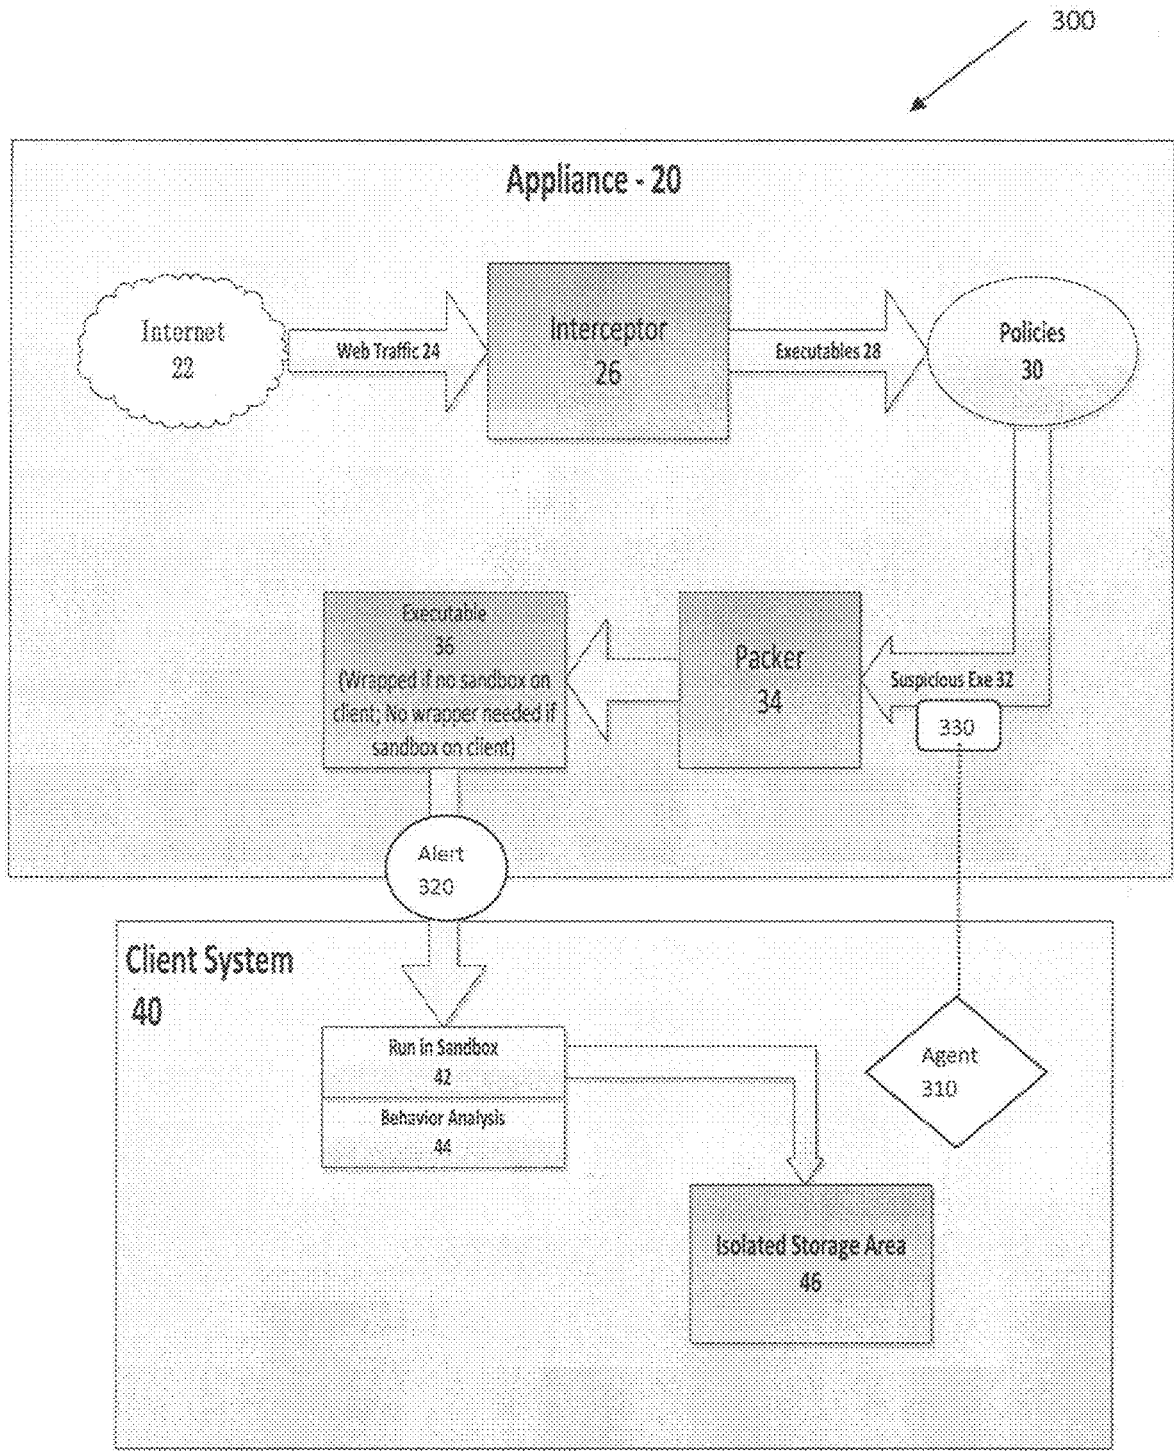 300
Appliance - 20
Internet
22
Web Traffic 24
Interceptor
26
Executables 28
Policies
30
Executable
36
(Wrapped if no sandbox on
client; No wrapper needed if
sandbox on client)
Packer
34
Suspicious Exe 32
330
Alert
320
Client System
40
Run in Sandbox
42
Behavior Analysis
44
Agent
310
Isolated Storage Area
46